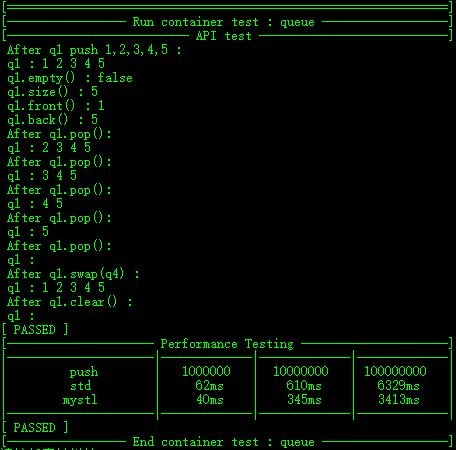 Run container test : queue
API test
After q1 push 1,2,3,4,5 :
q1 : 1 2 3 4 5
q1.empty() : false
q1.size() : 5
q1.front() : 1
q1.back() : 5
After q1.pop():
q1 : 2 3 4 5
After q1.pop():
q1 : 3 4 5
After q1.pop():
q1 : 4 5
After q1.pop():
q1 : 5
After q1.pop():
q1 :
After q1.swap(q4) :
q1 : 1 2 3 4 5
After q1.clear() :
q1 :
[ PASSED ]
Performance Testing
push 1000000 10000000 100000000
std 62ms 610ms 6329ms
mystl 40ms 345ms 3413ms
[ PASSED ]
End container test : queue